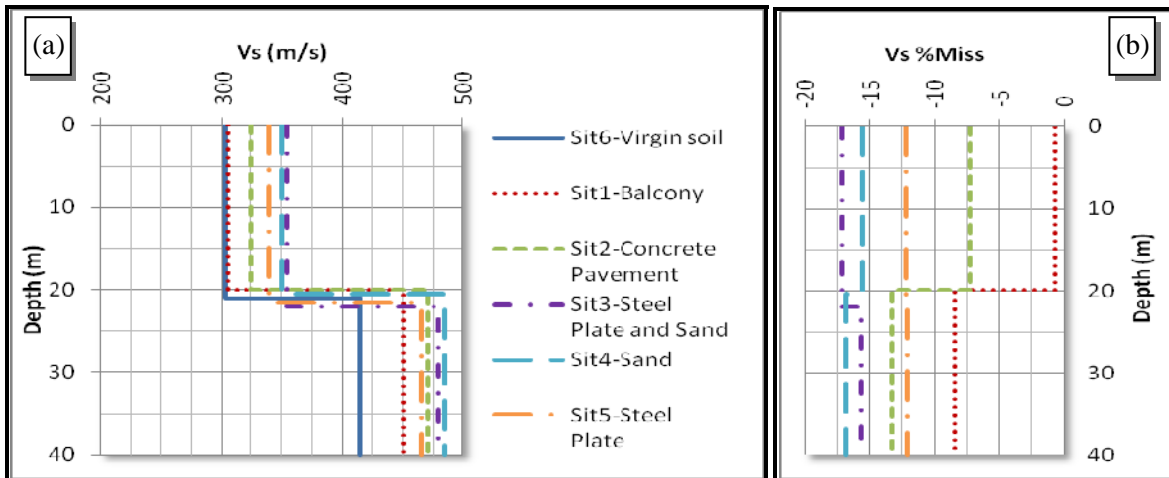 (a)
Vs (m/s)
200 300 400 500
0
10
20
30
40
Depth (m)
Sit6-Virgin soil
Sit1-Balcony
Sit2-Concrete
Pavement
Sit3-Steel
Plate and Sand
Sit4-Sand
Sit5-Steel
Plate
(b)
Vs %Miss
-20 -15 -10 -5 0
0
10
20
30
40
Depth (m)